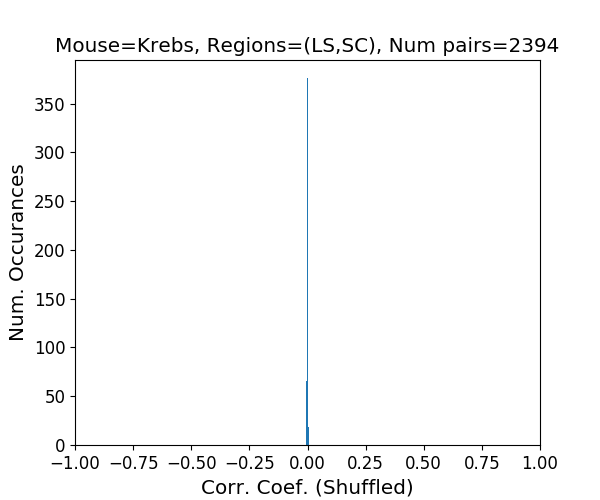 Mouse=Krebs, Regions=(LS,SC), Num pairs=2394
350
300
250
200
150
100
50
0
Num. Occurances
−1.00 −0.75 −0.50 −0.25 0.00 0.25 0.50 0.75 1.00
Corr. Coef. (Shuffled)